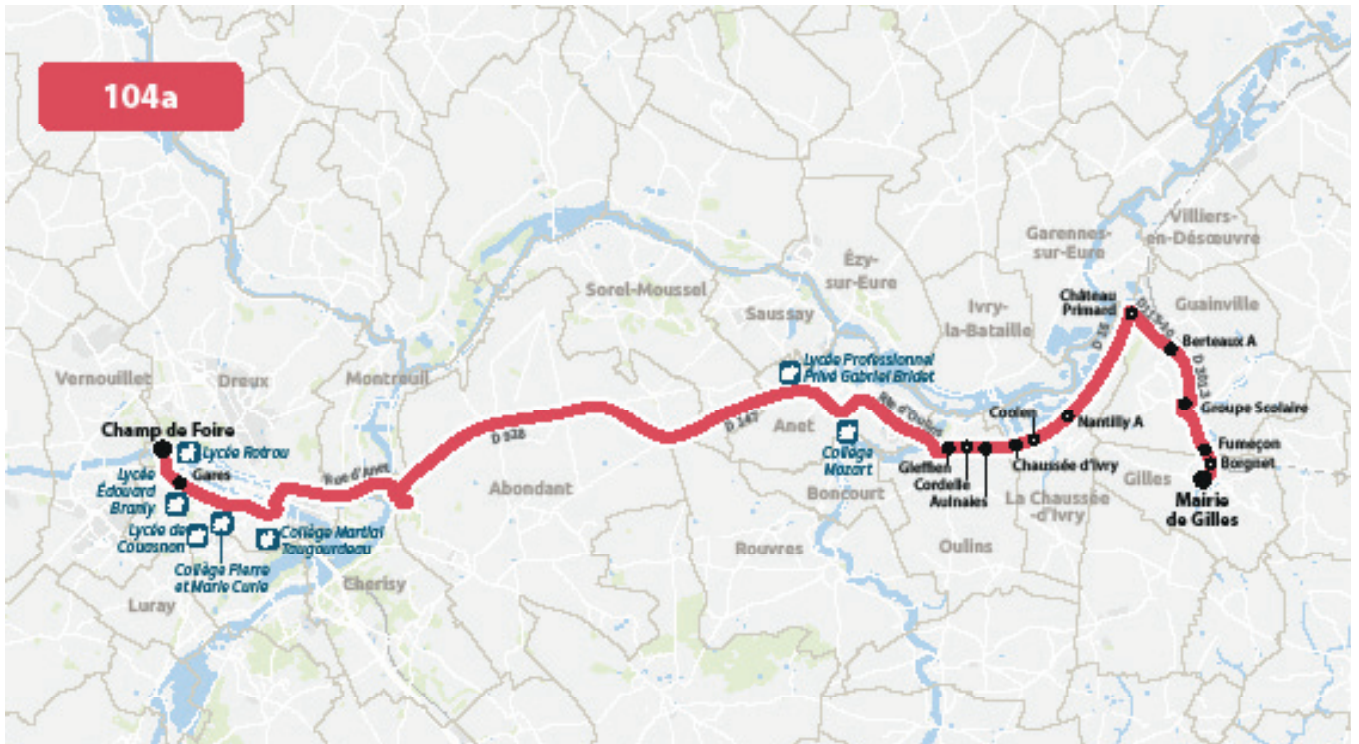 104a
Villiers-
en-Désœuvre
Garennes-
sur-Eure
Ézy-
sur-Eure
Sorel-Moussel
Château
Primard
Guainville
Ivry-
la-Bataille
Saussay
D 15
Berteaux A
Lycée Professionnel
Privé Gabriel Bridet
Vernouillet
Dreux
Montreuil
Groupe Scolaire
Nantilly A
Anet
D 147
Champ de Foire
Lycée Rotrou
D 928
Coolen
Collège
Mozart
Gleffien
Cordelle
Aulnaies
Chaussée d'Ivry
Fumeçon
Borgnet
Gilles
Mairie
de Gilles
Gares
Rue d'Anet
Lycée
Édouard
Branly
Abondant
Boncourt
La Chaussée
-d'Ivry
Lycée de
Couasnon
Collège Martial
Taugourdeau
Rouvres
Oulins
Collège Pierre
et Marie Curie
Cherisy
Luray